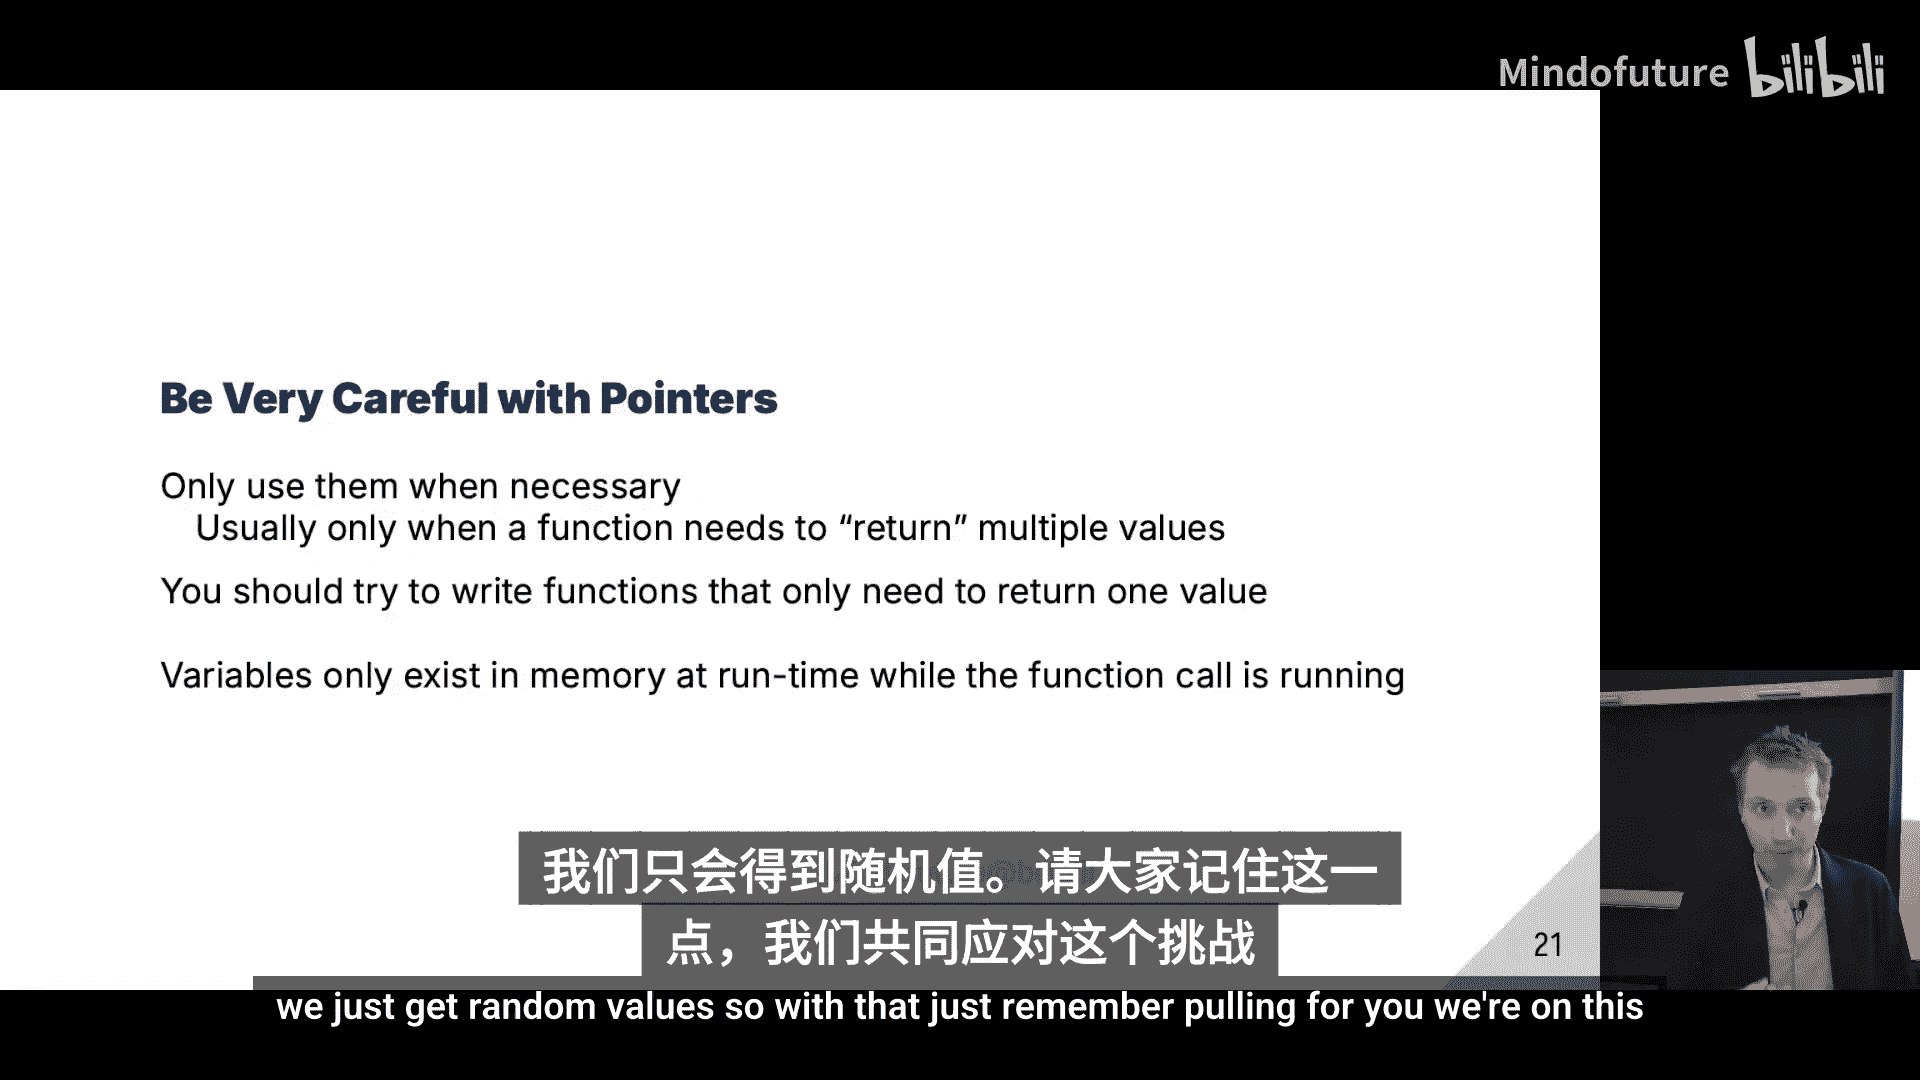 Mindofuture bilibili
Be Very Careful with Pointers
Only use them when necessary
Usually only when a function needs to “return” multiple values
You should try to write functions that only need to return one value
Variables only exist in memory at run-time while the function call is running
我们只会得到随机值。请大家记住这一
点，我们共同应对这个挑战
21
we just get random values so with that just remember pulling for you we're on this